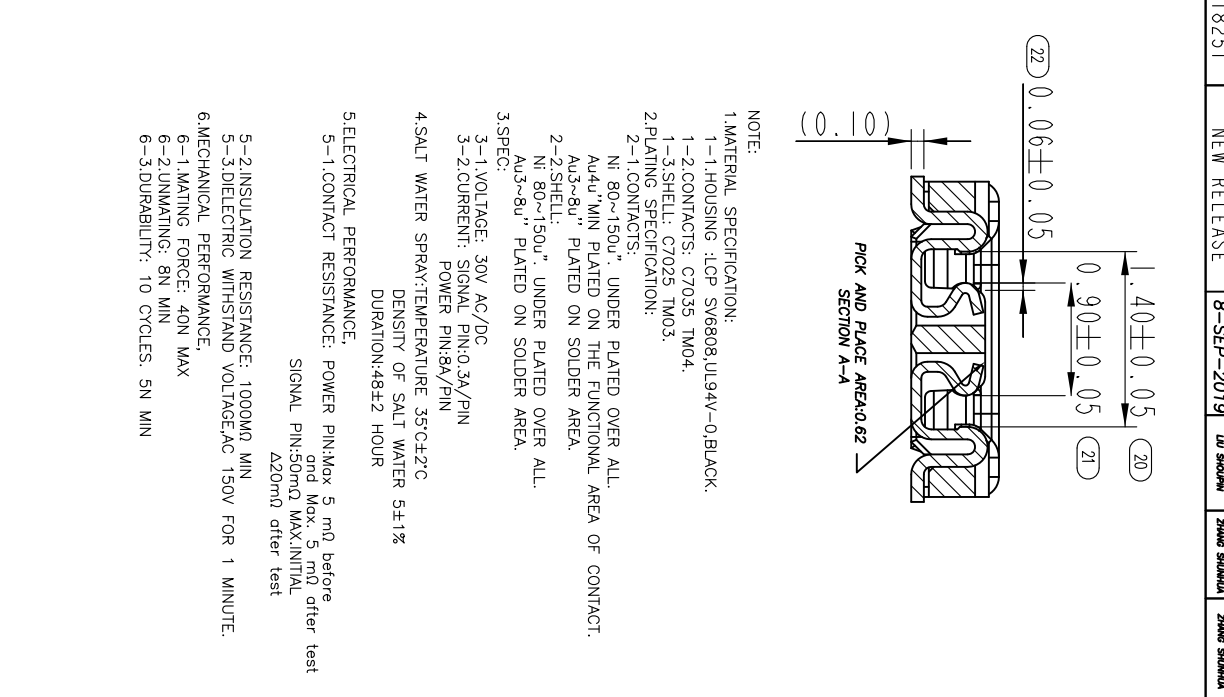 NEW RELEASE
8-SEP-2019
LIU SHOUPIN
ZHANG SHUNHUA
ZHANG SHUNHUA
1.40±0.05 20
0.90±0.05 21
22 0.06±0.05
(0.10)
PICK AND PLACE AREA:0.62
SECTION A-A
NOTE:
1.MATERIAL SPECIFICATION:
1-1.HOUSING :LCP SV6808,UL94V-0,BLACK.
1-2.CONTACTS: C7035 TM04.
1-3.SHELL: C7025 TM03.
2.PLATING SPECIFICATION:
2-1.CONTACTS:
Ni 80~150u". UNDER PLATED OVER ALL.
Au4u"MIN PLATED ON THE FUNCTIONAL AREA OF CONTACT.
Au3~8u" PLATED ON SOLDER AREA.
2-2.SHELL:
Ni 80~150u". UNDER PLATED OVER ALL.
Au3~8u" PLATED ON SOLDER AREA.
3.SPEC:
3-1.VOLTAGE: 30V AC/DC
3-2.CURRENT: SIGNAL PIN:0.3A/PIN
POWER PIN:8A/PIN
4.SALT WATER SPRAY:TEMPERATURE 35°C±2°C
DENSITY OF SALT WATER 5±1%
DURATION:48±2 HOUR
5.ELECTRICAL PERFORMANCE,
5-1.CONTACT RESISTANCE: POWER PIN:Max 5 mΩ before
and Max. 5 mΩ after test
SIGNAL PIN:50mΩ MAX.INITIAL
Δ20mΩ after test
5-2.INSULATION RESISTANCE: 1000MΩ MIN
5-3.DIELECTRIC WITHSTAND VOLTAGE,AC 150V FOR 1 MINUTE.
6.MECHANICAL PERFORMANCE,
6-1.MATING FORCE: 40N MAX
6-2.UNMATING: 8N MIN
6-3.DURABILITY: 10 CYCLES. 5N MIN